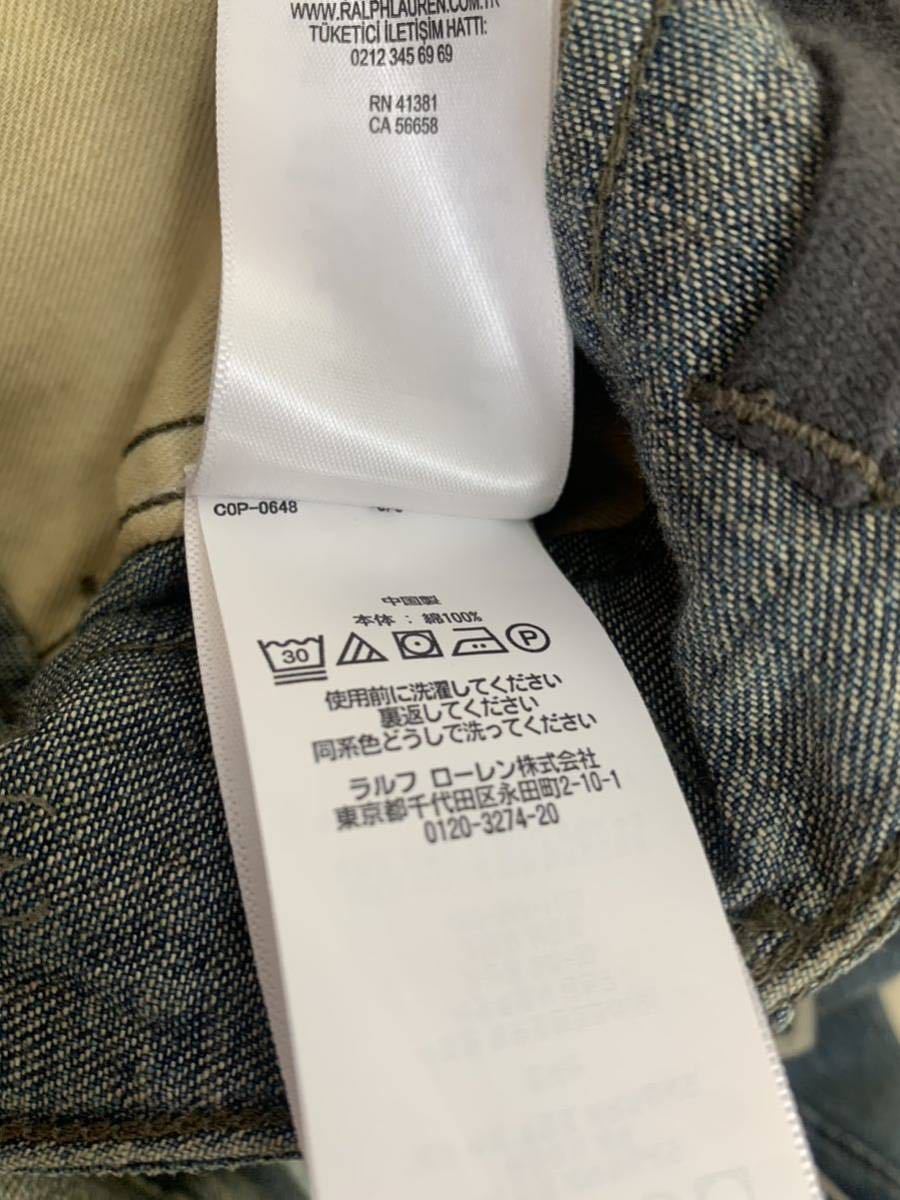 WWW.RALPHLAUREN.COM.TR
TÜKETİCİ İLETİŞİM HATTI:
0212 345 69 69
RN 41381
CA 56658
C0P-0648
中国製
本体 : 綿100%
30 P
使用前に洗濯してください
裏返してください
同系色どうしで洗ってください
ラルフ ローレン株式会社
東京都千代田区永田町2-10-1
0120-3274-20